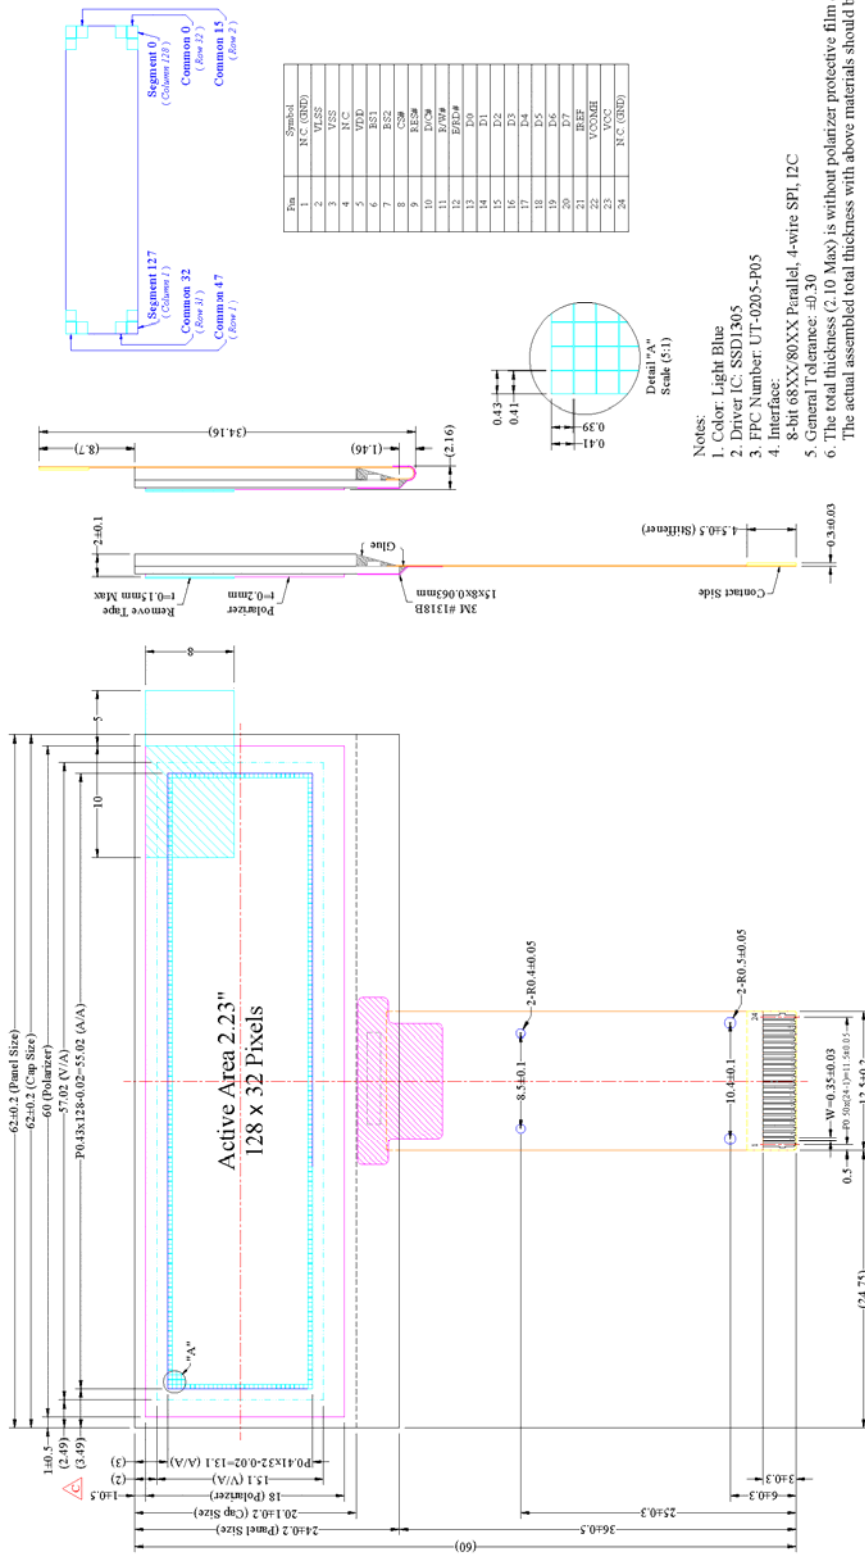 62±0.2 (Panel Size)
62±0.2 (Cap Size)
60 (Polarizer)
57.02 (V/A)
P0.43x128-0.02=55.02 (A/A)
1±0.5
(2.49)
(3.49)
C
5
10
8
"A"
Active Area 2.23"
128 x 32 Pixels
1±0.5
(2)
(3)
P0.41x32-0.02=13.1 (A/A)
15.1 (V/A)
18 (Polarizer)
20.1±0.2 (Cap Size)
24±0.2 (Panel Size)
(60)
36±0.5
25±0.3
6±0.3
3±0.3
8.5±0.1
2-R0.4±0.05
10.4±0.1
2-R0.5±0.05
1
24
W=0.35±0.03
P0.50x(24-1)=11.5±0.05
0.5
12.5±0.2
(24.75)
2±0.1
Remove Tape
t=0.15mm Max
Polarizer
t=0.2mm
Glue
3M #1318B
15x8x0.063mm
4.5±0.5 (Stiffener)
Contact Side
0.3±0.03
(34.16)
(8.7)
(1.46)
(2.16)
0.43
0.41
0.39
0.41
Detail "A"
Scale (5:1)
Segment 127
( Column 1 )
Common 32
( Row 31 )
Common 47
( Row 1 )
Segment 0
( Column 128 )
Common 0
( Row 32 )
Common 15
( Row 2 )
Pin Symbol
1 N.C. (GND)
2 VLSS
3 VSS
4 N.C.
5 VDD
6 BS1
7 BS2
8 CS#
9 RES#
10 D/C#
11 R/W#
12 E/RD#
13 D0
14 D1
15 D2
16 D3
17 D4
18 D5
19 D6
20 D7
21 IREF
22 VCOMH
23 VCC
24 N.C. (GND)
Notes:
1. Color: Light Blue
2. Driver IC: SSD1305
3. FPC Number: UT-0205-P05
4. Interface:
8-bit 68XX/80XX Parallel, 4-wire SPI, I2C
5. General Tolerance: ±0.30
6. The total thickness (2.10 Max) is without polarizer protective film
The actual assembled total thickness with above materials should b